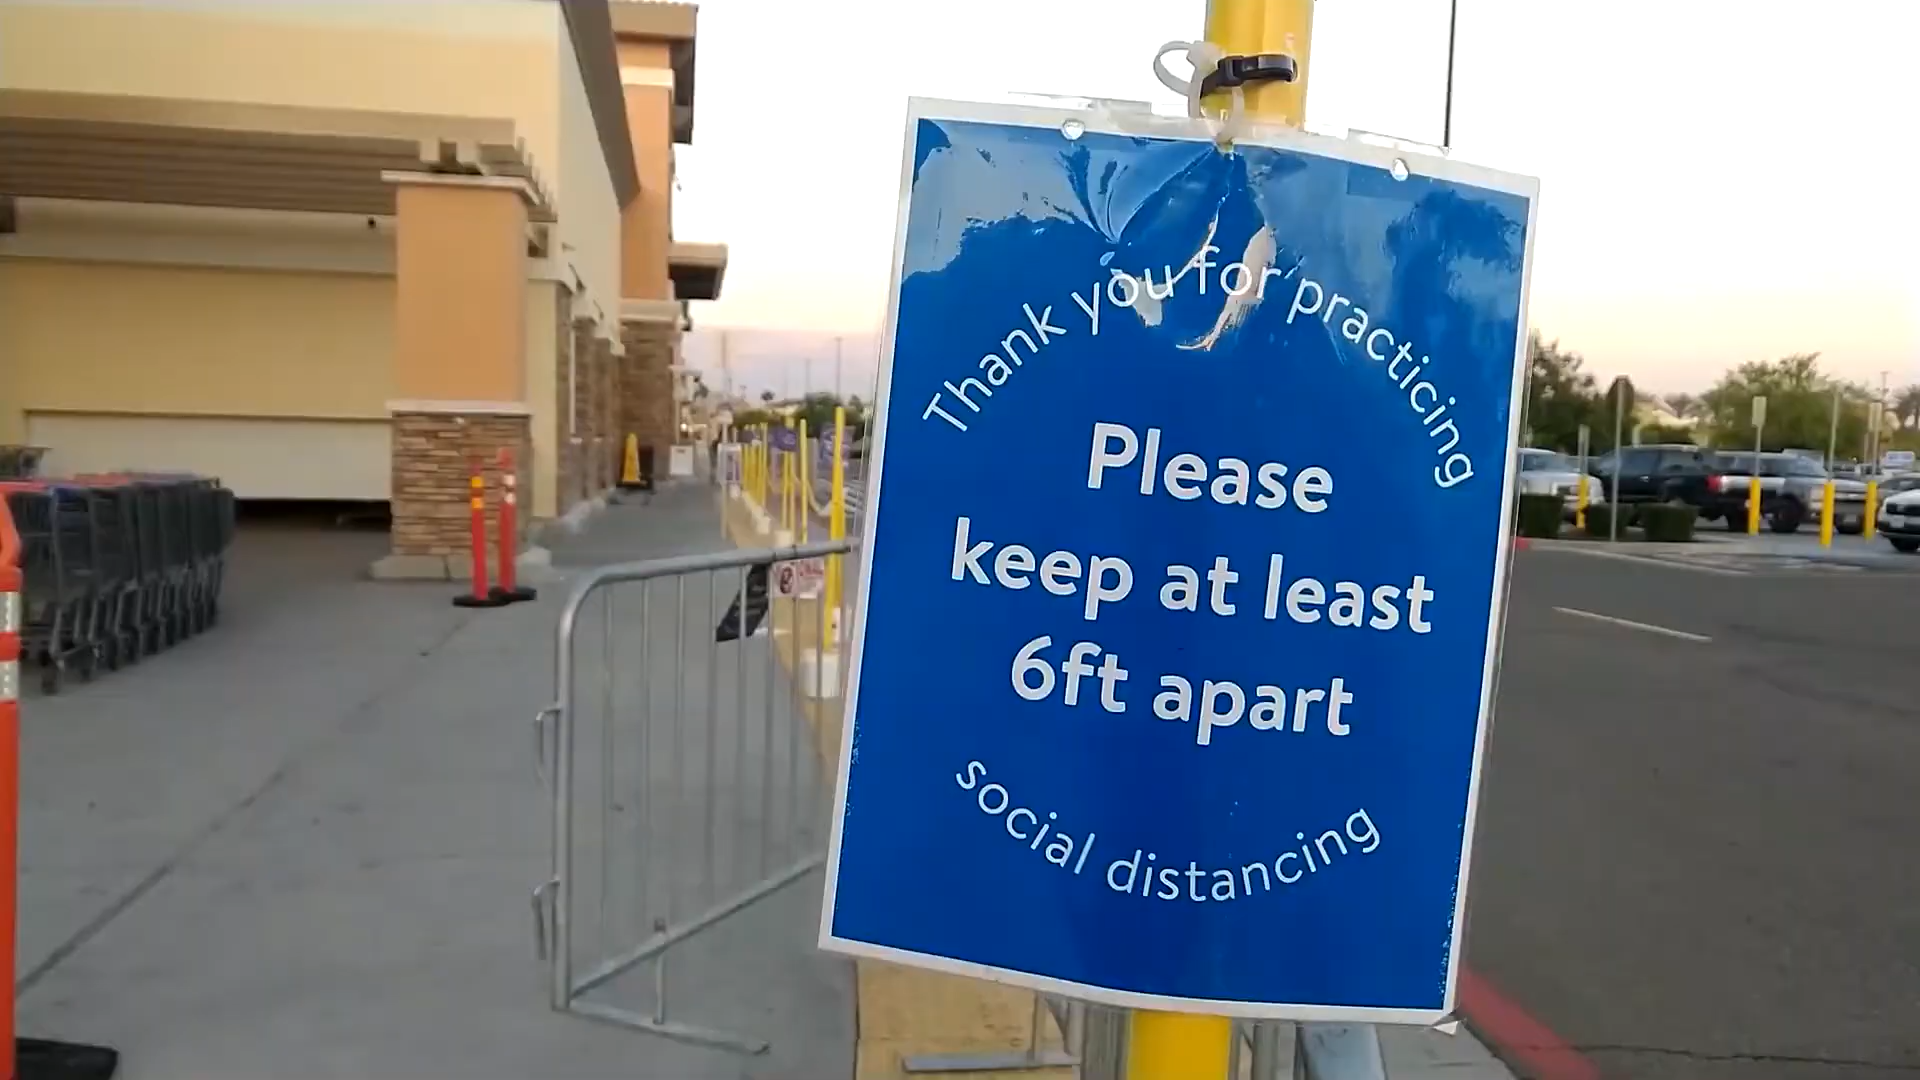 Thank you for practicing
Please
keep at least
6ft apart
social distancing